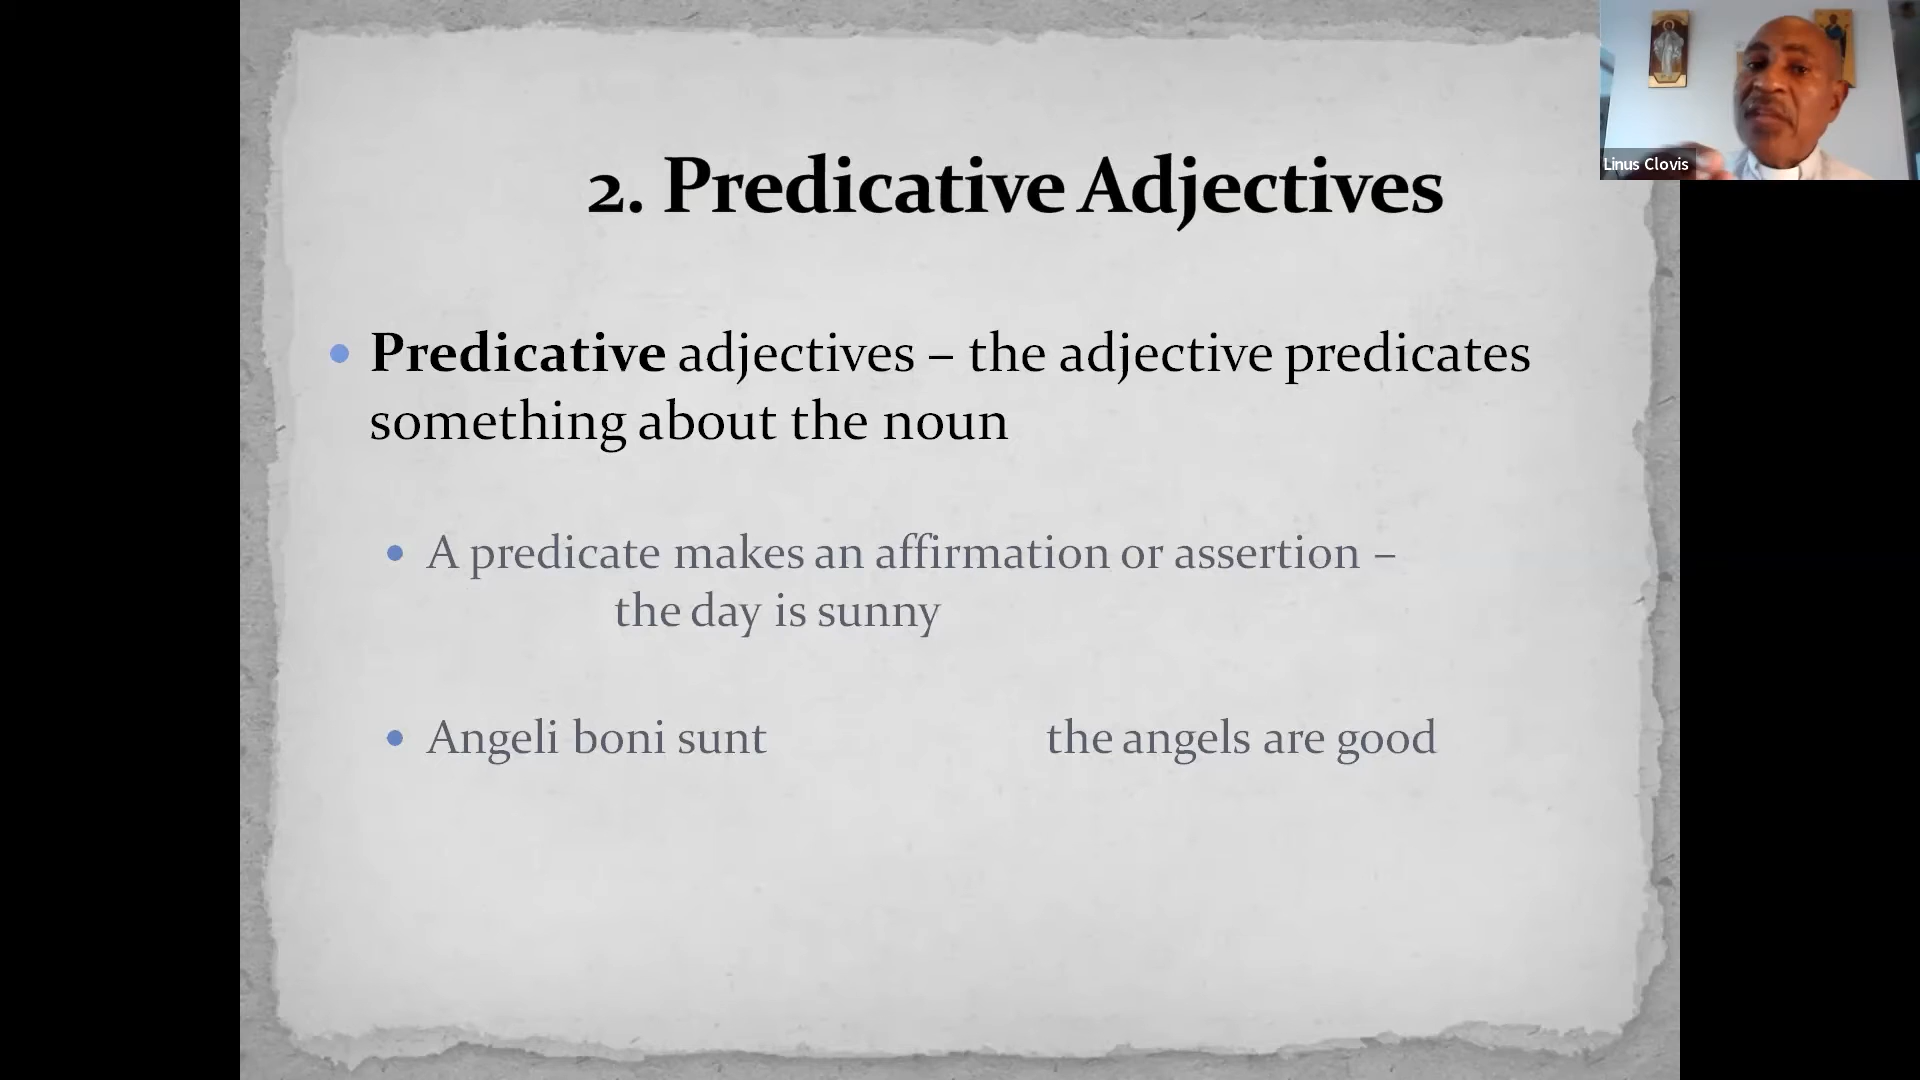 Linus Clovis
2. Predicative Adjectives
Predicative adjectives – the adjective predicates
something about the noun
A predicate makes an affirmation or assertion –
the day is sunny
Angeli boni sunt the angels are good